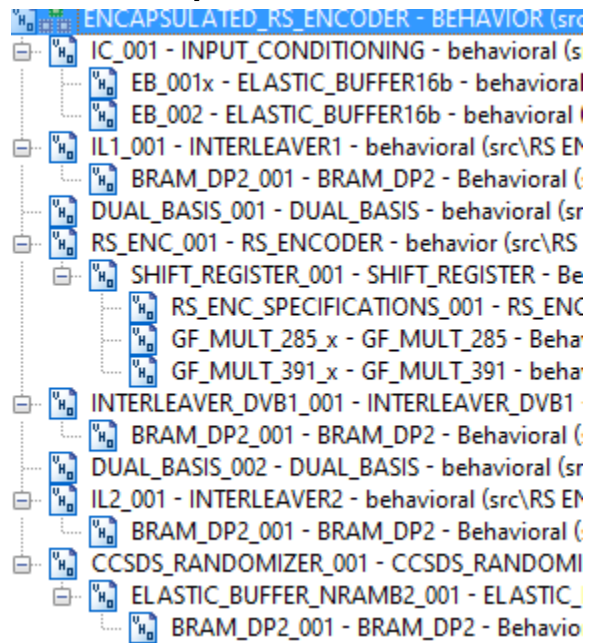 ENCAPSULATED_RS_ENCODER - BEHAVIOR (src
IC_001 - INPUT_CONDITIONING - behavioral (s
EB_001x - ELASTIC_BUFFER16b - behavioral
EB_002 - ELASTIC_BUFFER16b - behavioral (
IL1_001 - INTERLEAVER1 - behavioral (src\RS EN
BRAM_DP2_001 - BRAM_DP2 - Behavioral (
DUAL_BASIS_001 - DUAL_BASIS - behavioral (sr
RS_ENC_001 - RS_ENCODER - behavior (src\RS
SHIFT_REGISTER_001 - SHIFT_REGISTER - Be
RS_ENC_SPECIFICATIONS_001 - RS_ENC
GF_MULT_285_x - GF_MULT_285 - Beha
GF_MULT_391_x - GF_MULT_391 - beha
INTERLEAVER_DVB1_001 - INTERLEAVER_DVB1 -
BRAM_DP2_001 - BRAM_DP2 - Behavioral (
DUAL_BASIS_002 - DUAL_BASIS - behavioral (sr
IL2_001 - INTERLEAVER2 - behavioral (src\RS EN
BRAM_DP2_001 - BRAM_DP2 - Behavioral (
CCSDS_RANDOMIZER_001 - CCSDS_RANDOMI
ELASTIC_BUFFER_NRAMB2_001 - ELASTIC_
BRAM_DP2_001 - BRAM_DP2 - Behavio